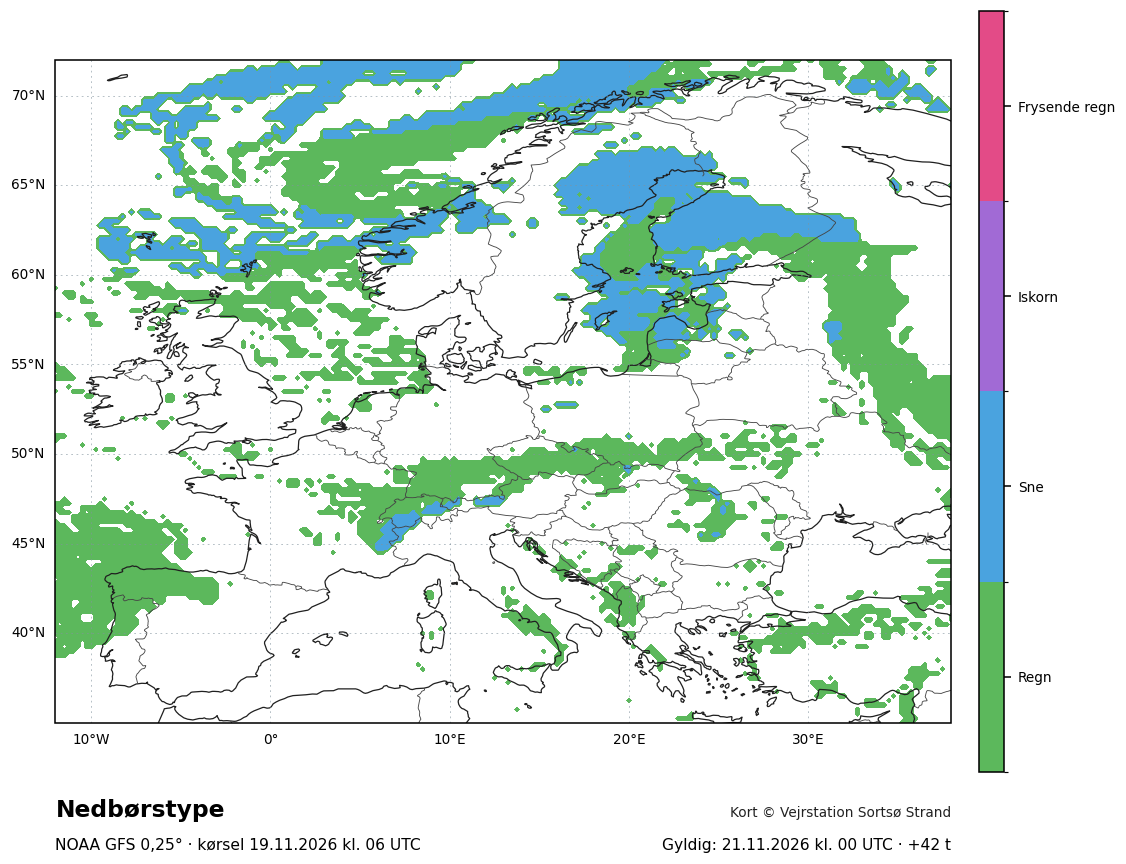 70°N
65°N
60°N
55°N
50°N
45°N
40°N
10°W
0°
10°E
20°E
30°E
Frysende regn
Iskorn
Sne
Regn
Nedbørstype
Kort © Vejrstation Sortsø Strand
NOAA GFS 0,25° · kørsel 19.11.2026 kl. 06 UTC
Gyldig: 21.11.2026 kl. 00 UTC · +42 t